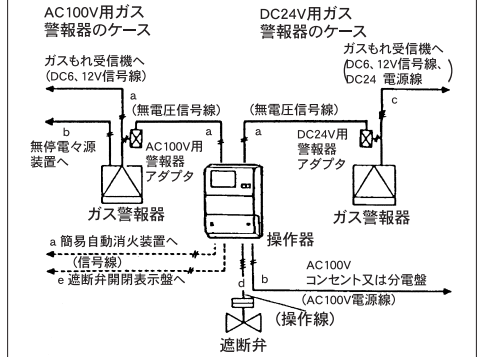 AC100V用ガス
警報器のケース
DC24V用ガス
警報器のケース
ガスもれ受信機へ
(DC6、12V信号線)
ガスもれ受信機へ
(DC6、12V信号線、
DC24 電源線)
a
(無電圧信号線)
(無電圧信号線)
c
b
無停電々源
装置へ
a
a
AC100V用
警報器
アダプタ
DC24V用
警報器
アダプタ
ガス警報器
ガス警報器
操作器
a 簡易自動消火装置へ
(信号線)
e 遮断弁開閉表示盤へ
d
b
AC100V
コンセント又は分電盤
(AC100V電源線)
(操作線)
遮断弁